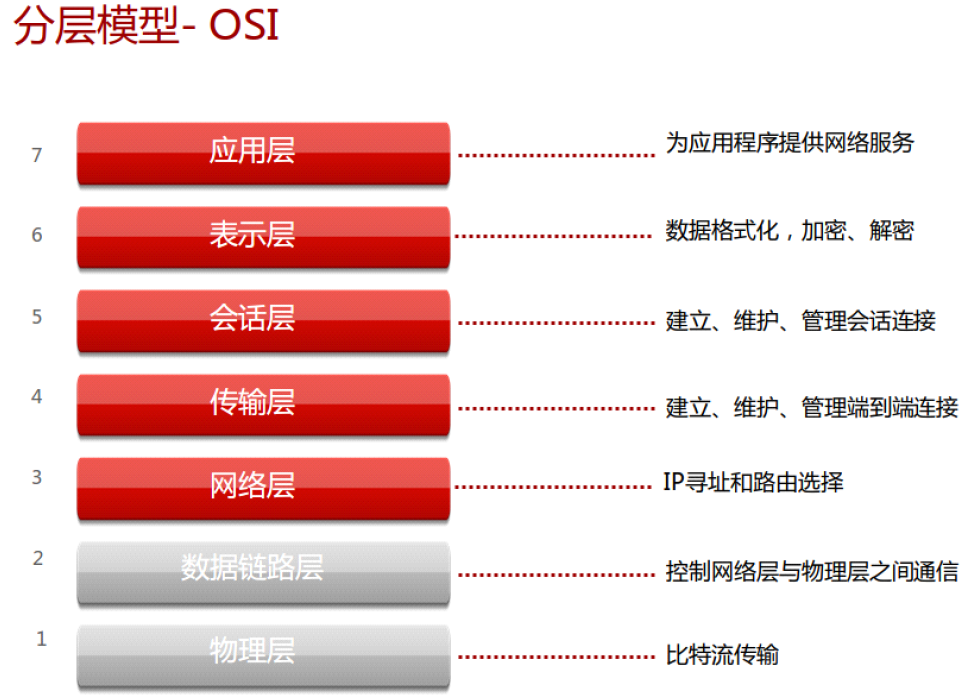 分层模型- OSI
7 应用层 为应用程序提供网络服务
6 表示层 数据格式化，加密、解密
5 会话层 建立、维护、管理会话连接
4 传输层 建立、维护、管理端到端连接
3 网络层 IP寻址和路由选择
2 数据链路层 控制网络层与物理层之间通信
1 物理层 比特流传输